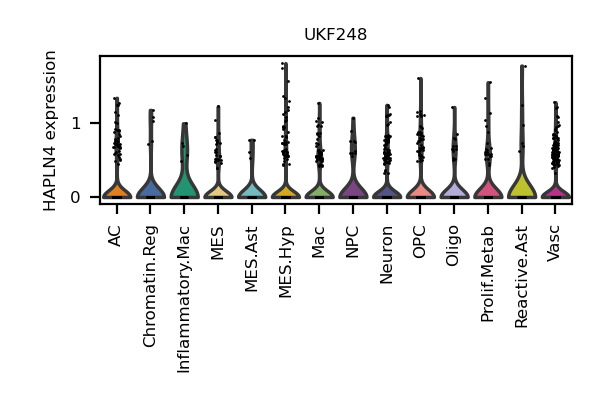 UKF248
HAPLN4 expression
1
0
AC
Chromatin.Reg
Inflammatory.Mac
MES
MES.Ast
MES.Hyp
Mac
NPC
Neuron
OPC
Oligo
Prolif.Metab
Reactive.Ast
Vasc